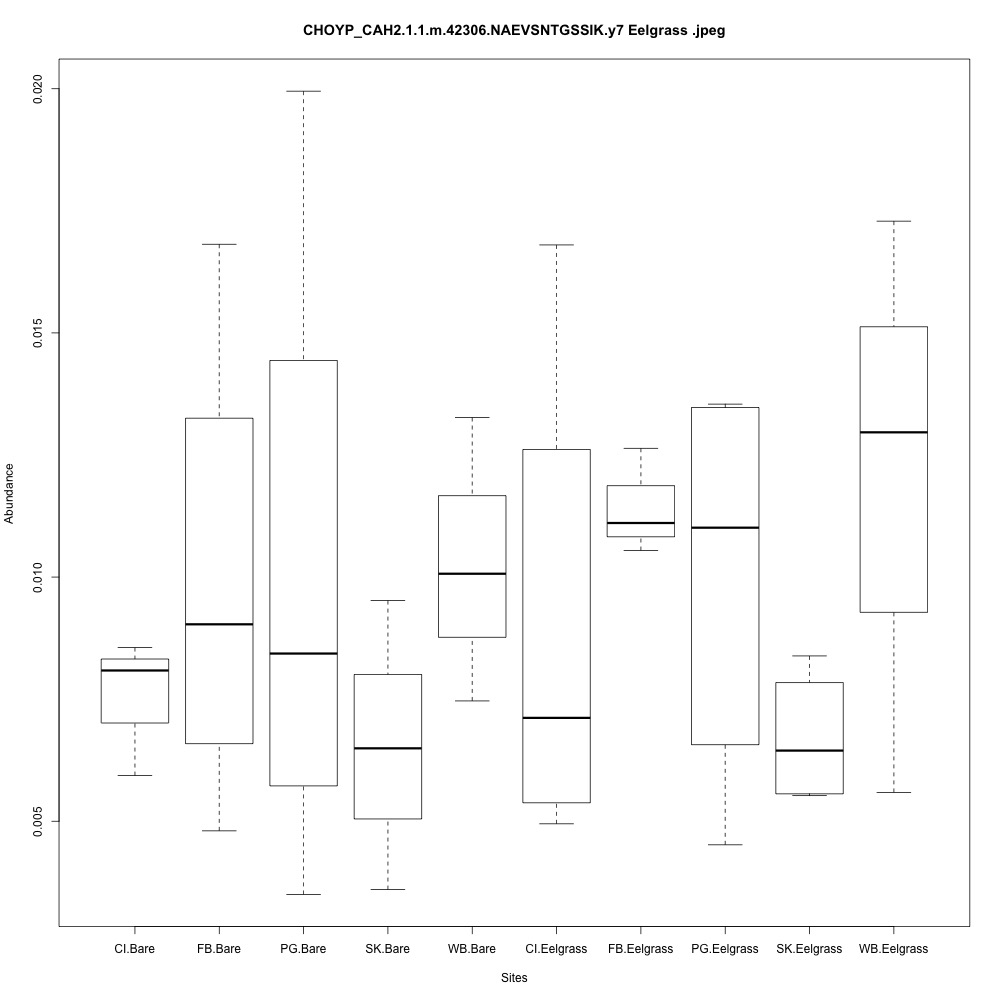 CHOYP_CAH2.1.1.m.42306.NAEVSNTGSSIK.y7 Eelgrass .jpeg
Abundance
0.020
0.015
0.010
0.005
CI.Bare FB.Bare PG.Bare SK.Bare WB.Bare CI.Eelgrass FB.Eelgrass PG.Eelgrass SK.Eelgrass WB.Eelgrass
Sites